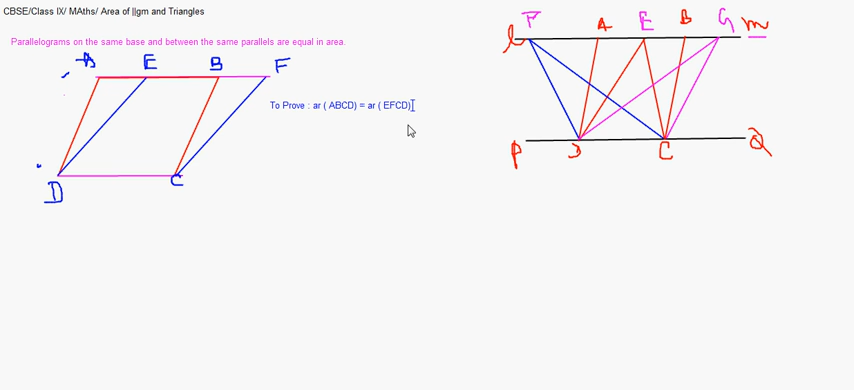 CBSE/Class IX/ MAths/ Area of ||gm and Triangles
Parallelograms on the same base and between the same parallels are equal in area.
A E B F
To Prove : ar ( ABCD) = ar ( EFCD)
D C
l F A E B G m
P D C Q